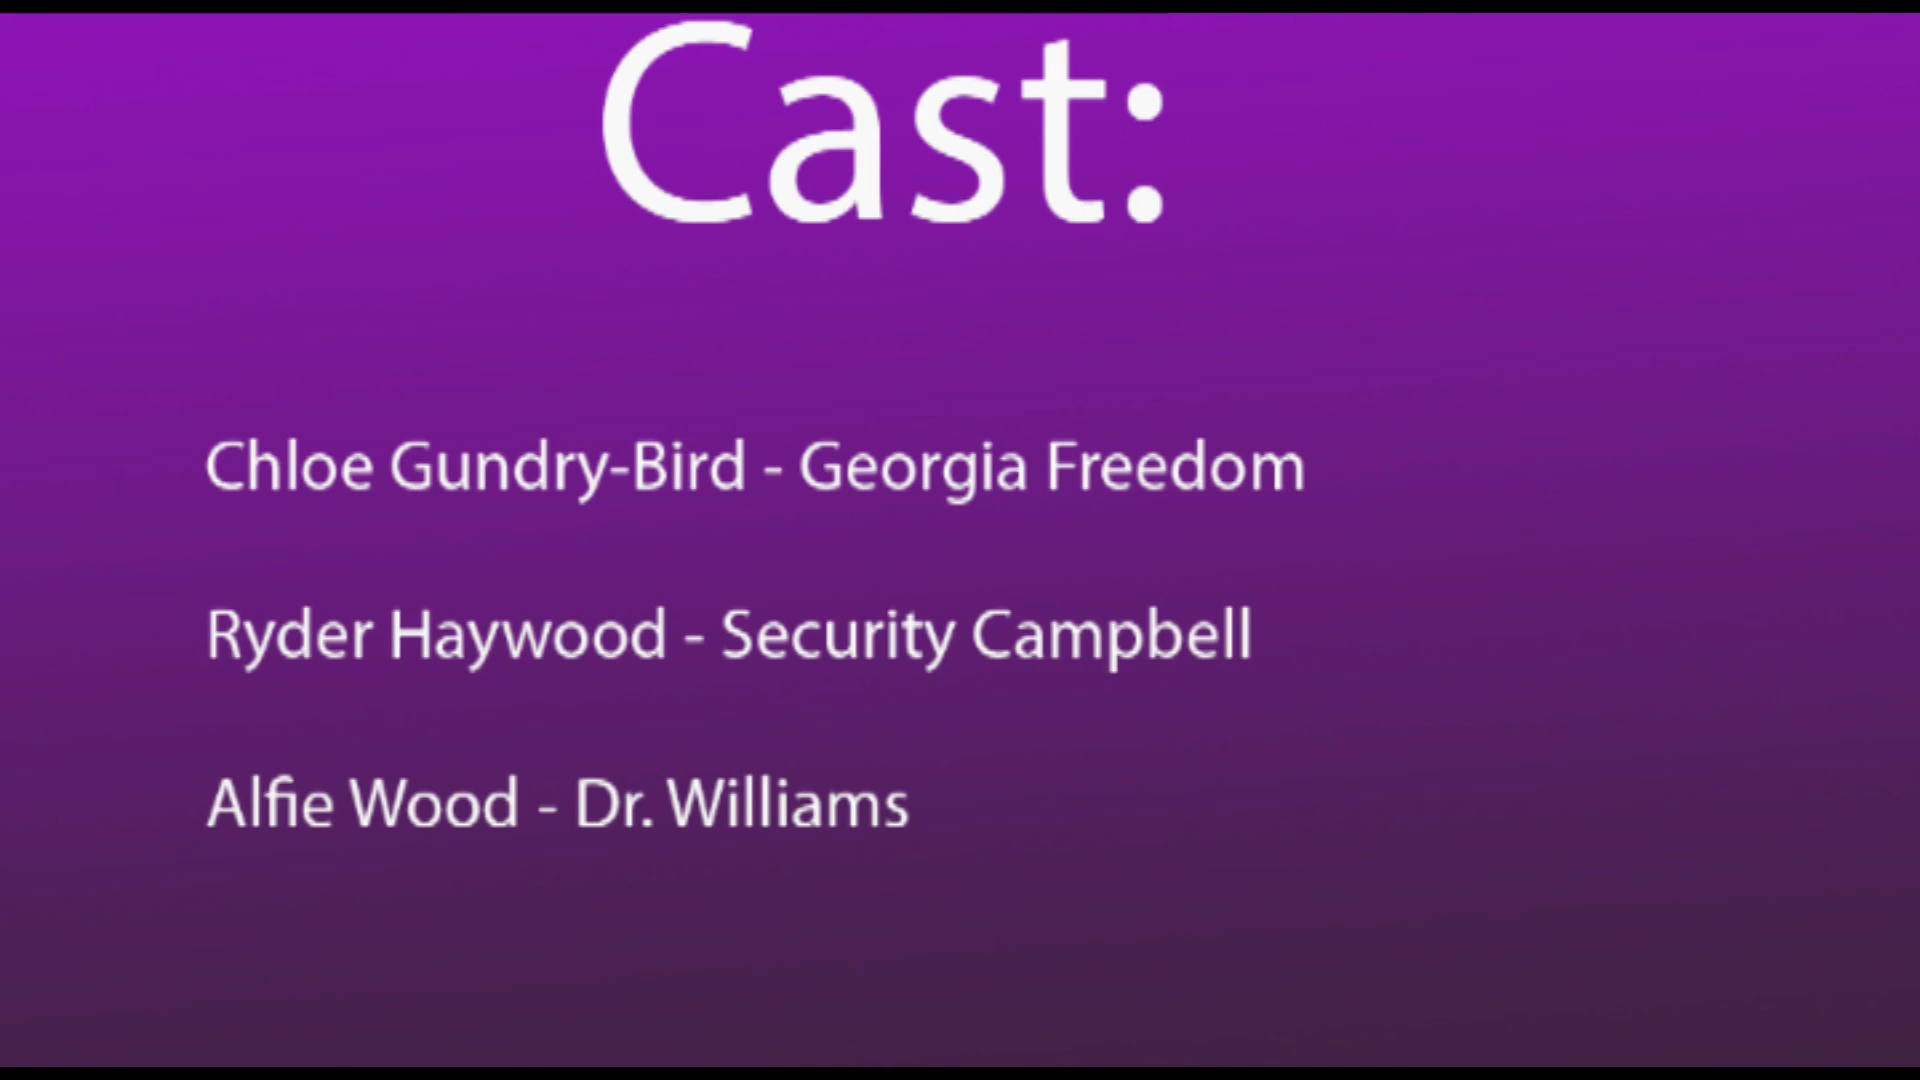 Cast:
Chloe Gundry-Bird - Georgia Freedom
Ryder Haywood - Security Campbell
Alfie Wood - Dr. Williams